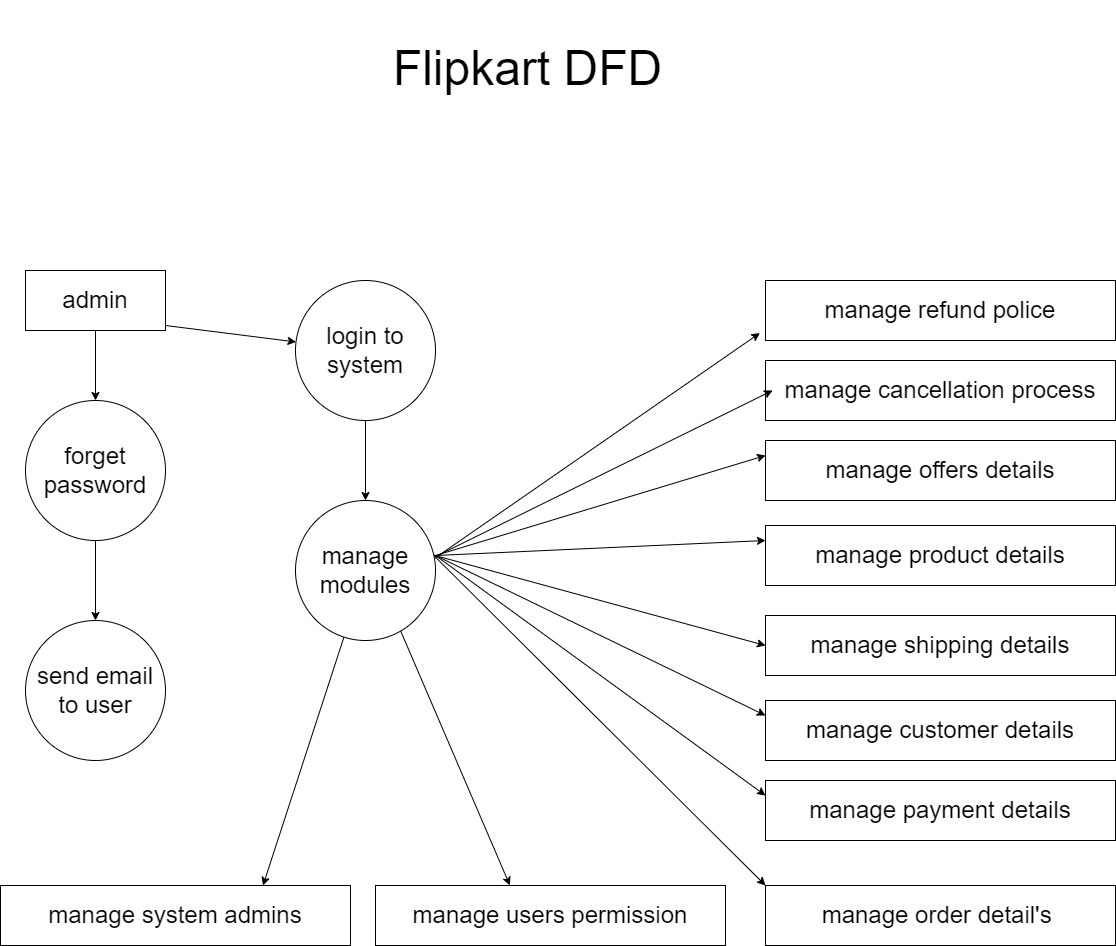 Flipkart DFD
admin
login to
system
forget
password
manage
modules
send email
to user
manage refund police
manage cancellation process
manage offers details
manage product details
manage shipping details
manage customer details
manage payment details
manage system admins
manage users permission
manage order detail's